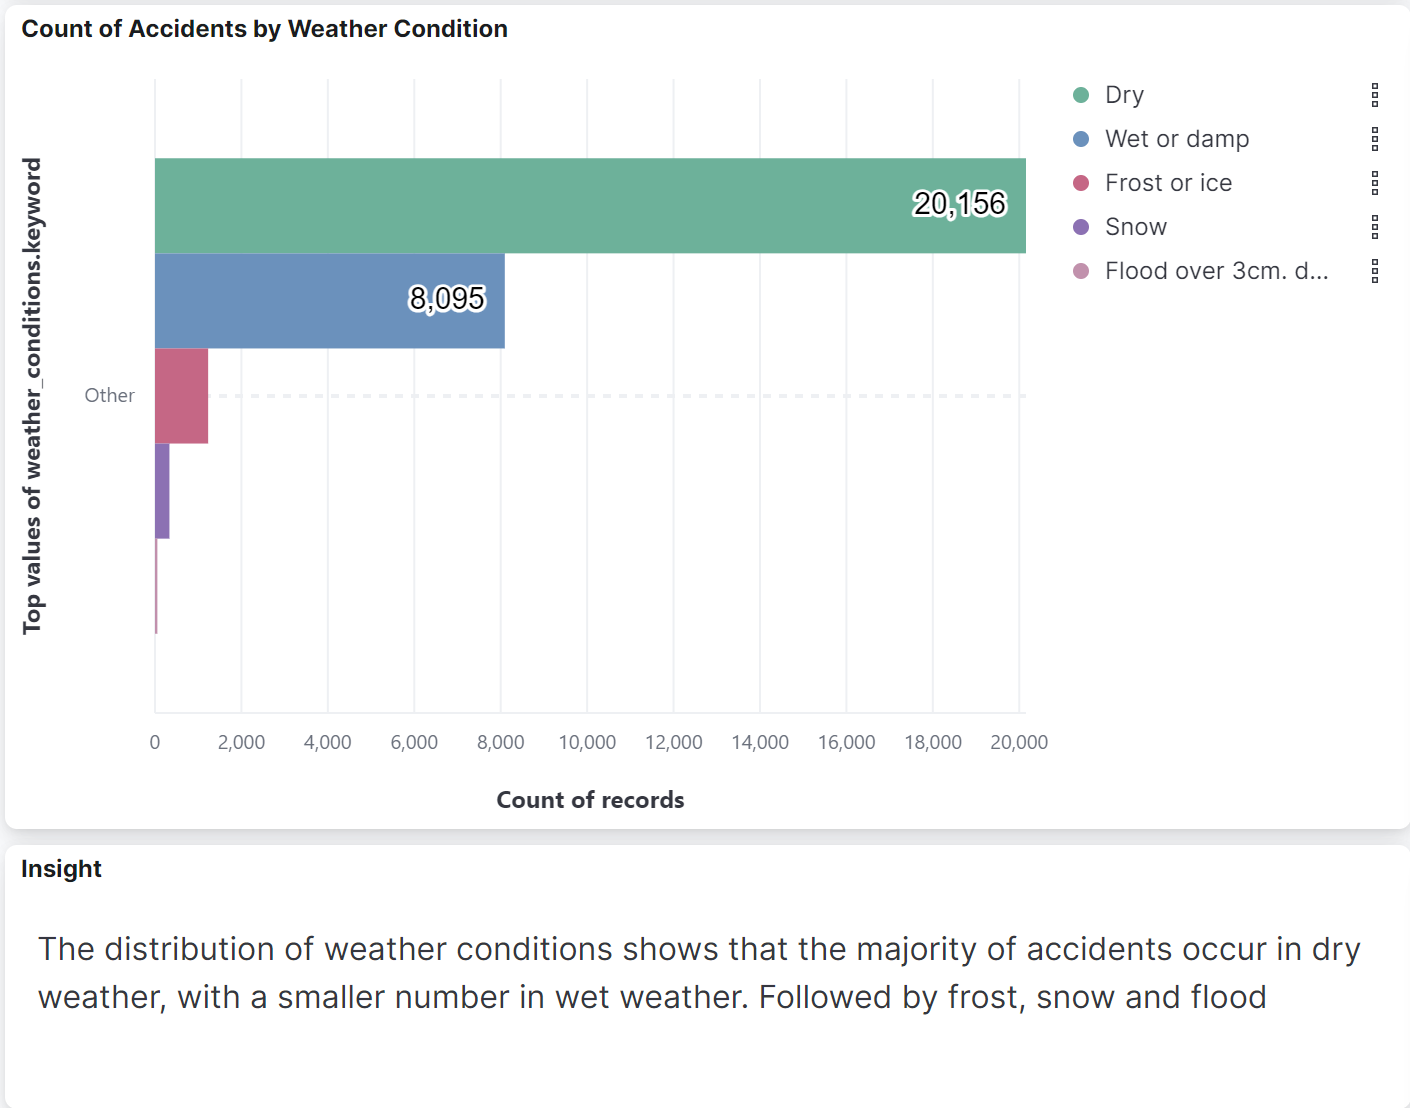 Count of Accidents by Weather Condition
Top values of weather_conditions.keyword
Other
20,156
8,095
0 2,000 4,000 6,000 8,000 10,000 12,000 14,000 16,000 18,000 20,000
Count of records
Dry
Wet or damp
Frost or ice
Snow
Flood over 3cm. d...
Insight
The distribution of weather conditions shows that the majority of accidents occur in dry
weather, with a smaller number in wet weather. Followed by frost, snow and flood